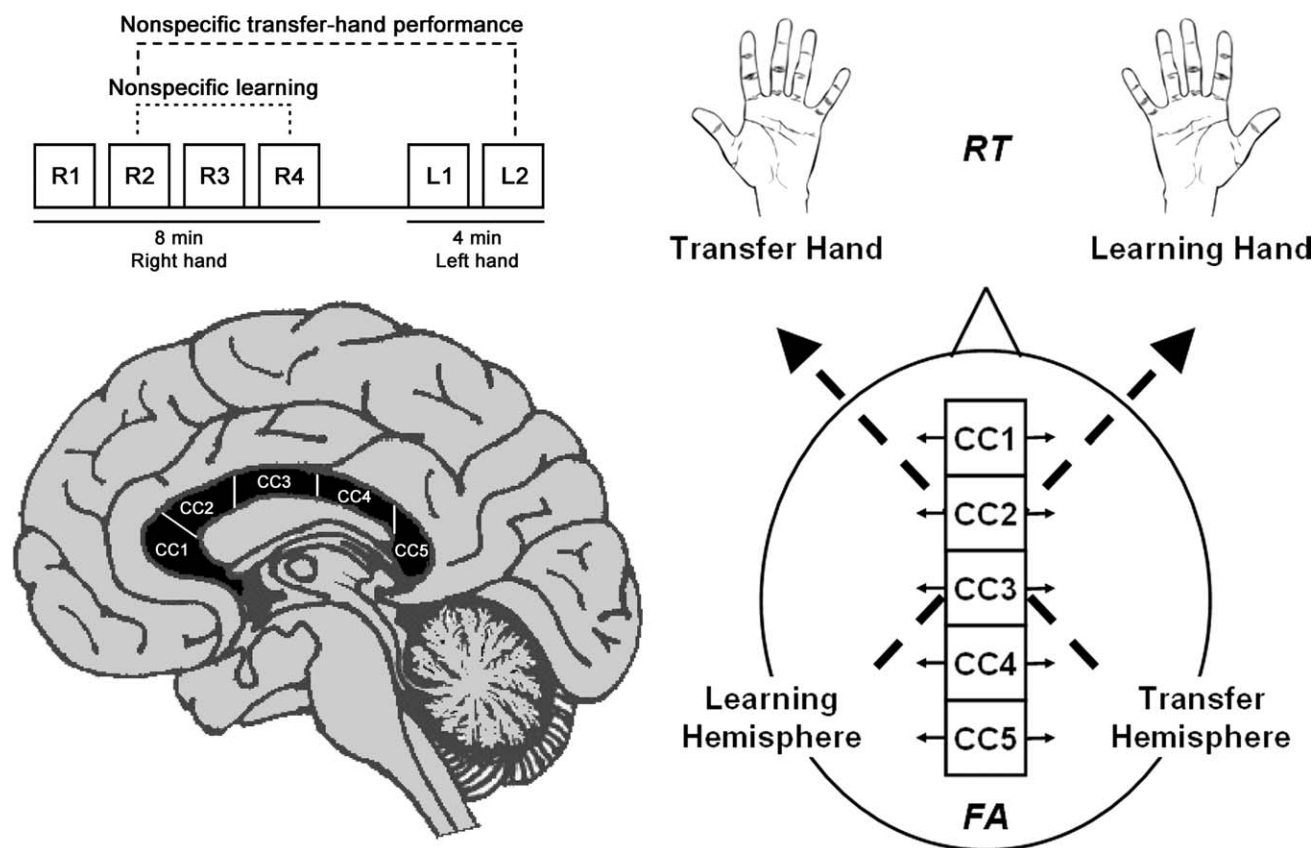 Nonspecific transfer-hand performance
Nonspecific learning
R1 R2 R3 R4 L1 L2
8 min
Right hand
4 min
Left hand
RT
Transfer Hand
Learning Hand
CC1
CC2
CC3
CC4
CC5
CC1
CC2
CC3
CC4
CC5
Learning
Hemisphere
Transfer
Hemisphere
FA